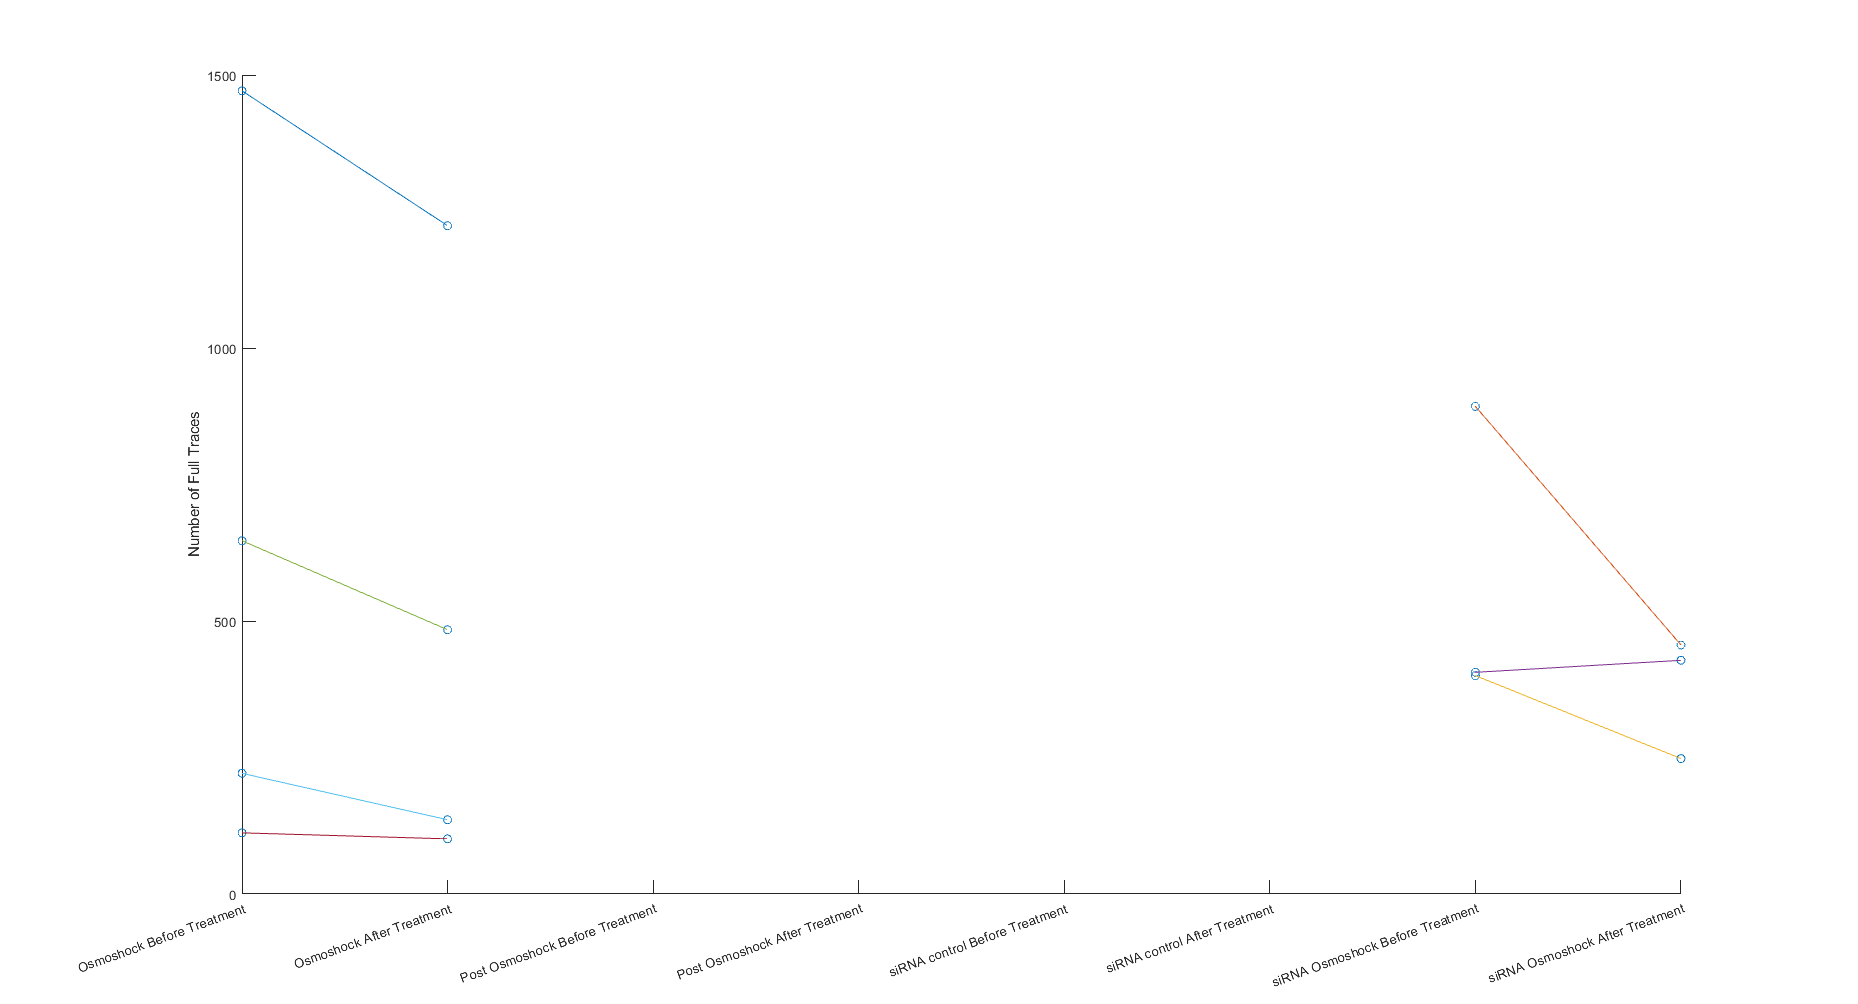 1500
1000
500
0
Number of Full Traces
Osmoshock Before Treatment
Osmoshock After Treatment
Post Osmoshock Before Treatment
Post Osmoshock After Treatment
siRNA control Before Treatment
siRNA control After Treatment
siRNA Osmoshock Before Treatment
siRNA Osmoshock After Treatment